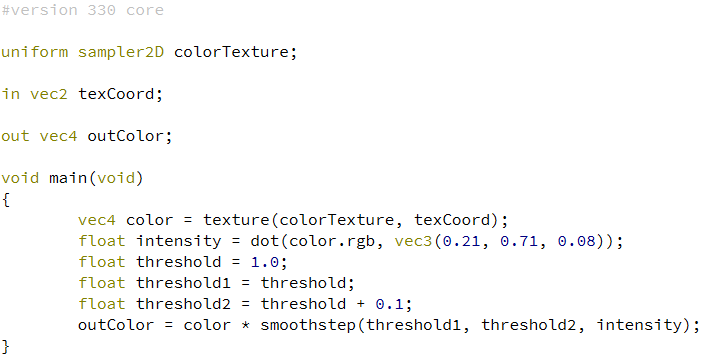 #version 330 core
uniform sampler2D colorTexture;
in vec2 texCoord;
out vec4 outColor;
void main(void)
{
vec4 color = texture(colorTexture, texCoord);
float intensity = dot(color.rgb, vec3(0.21, 0.71, 0.08));
float threshold = 1.0;
float threshold1 = threshold;
float threshold2 = threshold + 0.1;
outColor = color * smoothstep(threshold1, threshold2, intensity);
}